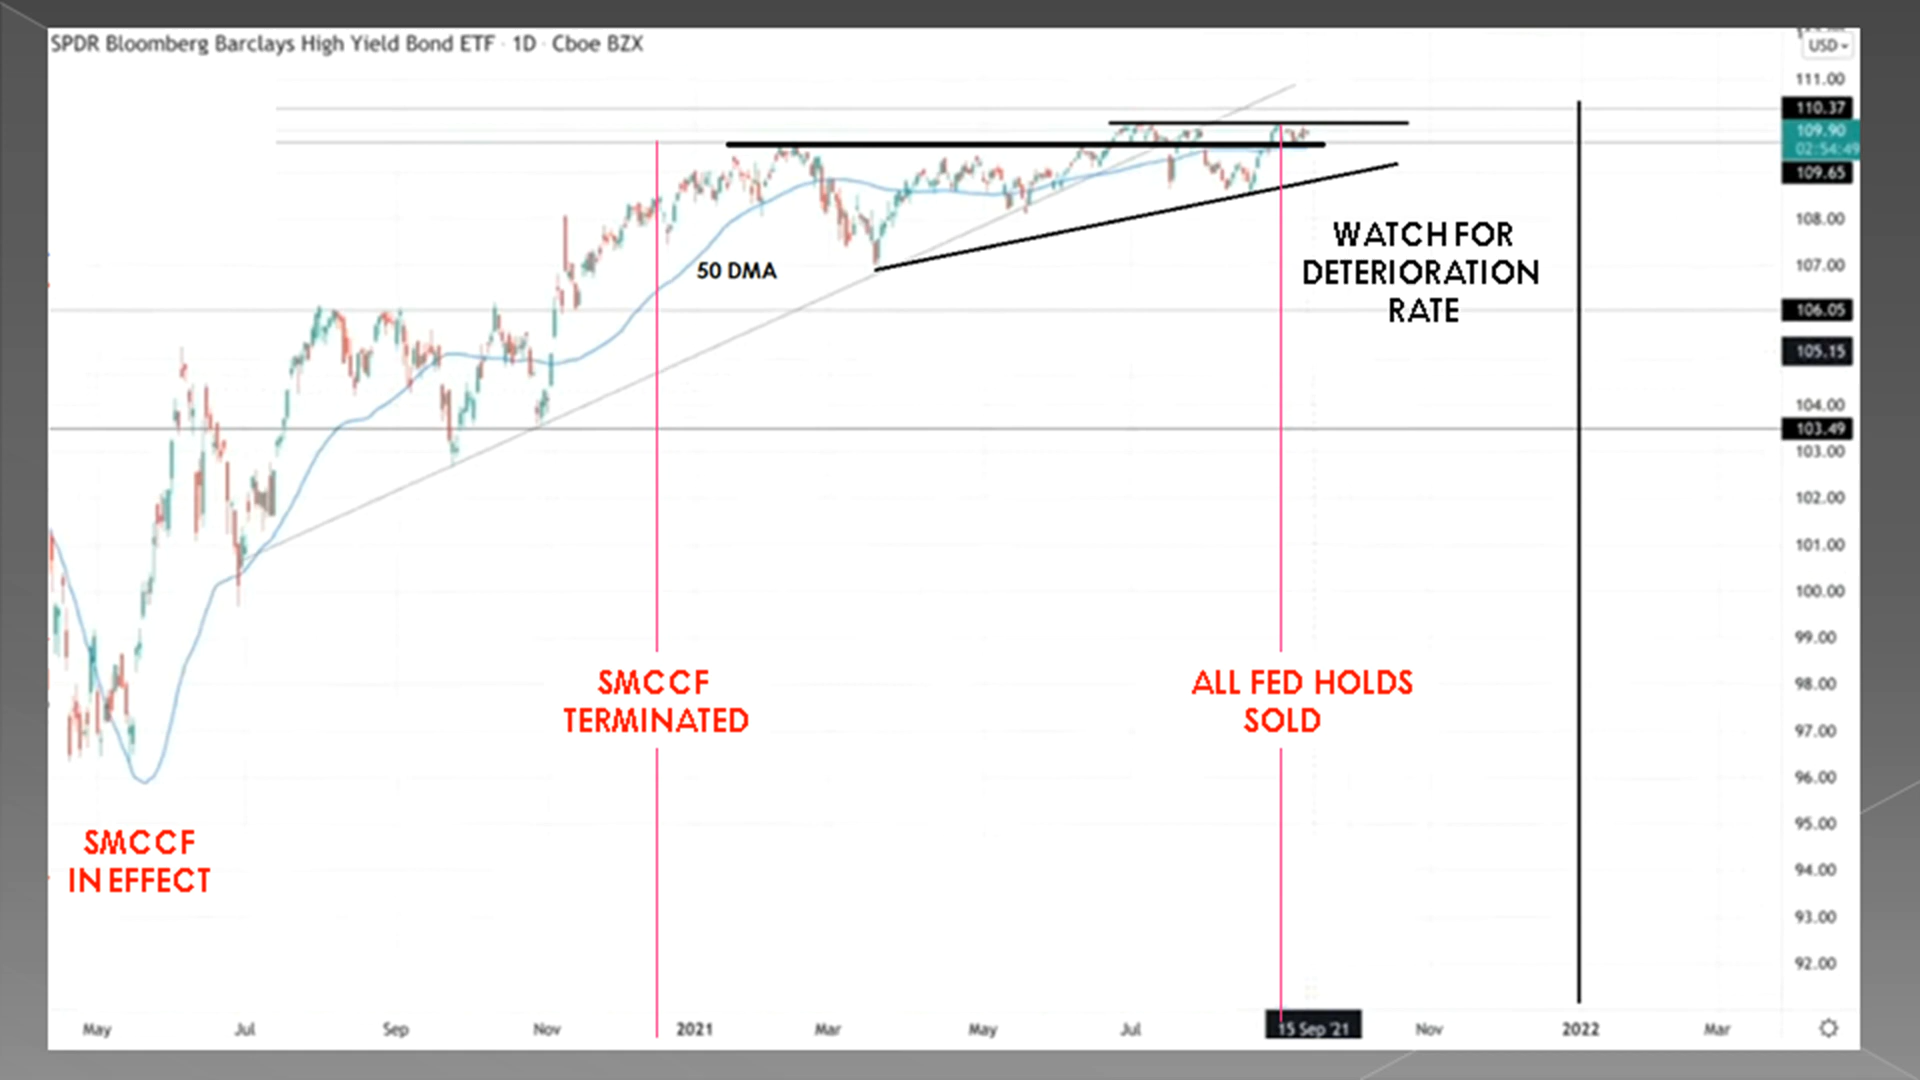 SPDR Bloomberg Barclays High Yield Bond ETF · 1D · Cboe BZX
USD
111.00
110.37
109.90
02:54:49
109.65
108.00
107.00
106.05
105.15
104.00
103.49
103.00
102.00
101.00
100.00
99.00
98.00
97.00
96.00
95.00
94.00
93.00
92.00
50 DMA
WATCH FOR
DETERIORATION
RATE
SMCCF
TERMINATED
ALL FED HOLDS
SOLD
SMCCF
IN EFFECT
May
Jul
Sep
Nov
2021
Mar
May
Jul
15 Sep '21
Nov
2022
Mar